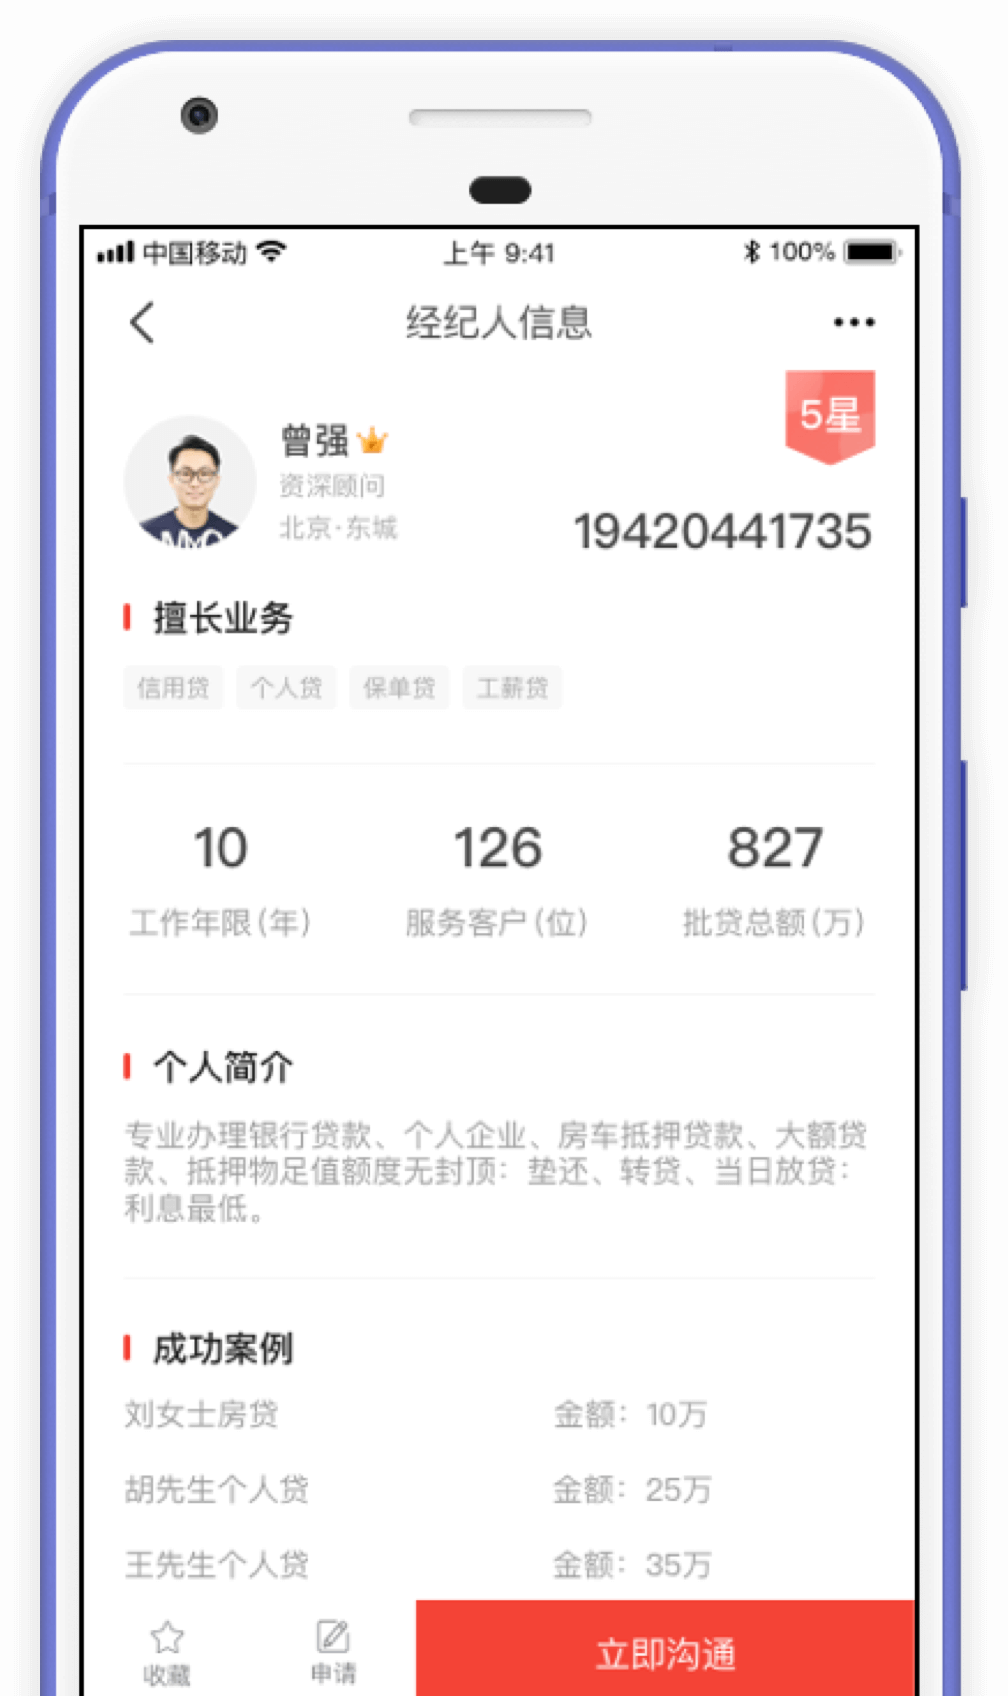 中国移动 上午 9:41 100%
经纪人信息
5星
曾强
资深顾问
北京·东城
19420441735
擅长业务
信用贷 个人贷 保单贷 工薪贷
10 126 827
工作年限(年) 服务客户(位) 批贷总额(万)
个人简介
专业办理银行贷款、个人企业、房车抵押贷款、大额贷
款、抵押物足值额度无封顶：垫还、转贷、当日放贷：
利息最低。
成功案例
刘女士房贷 金额：10万
胡先生个人贷 金额：25万
王先生个人贷 金额：35万
收藏 申请 立即沟通